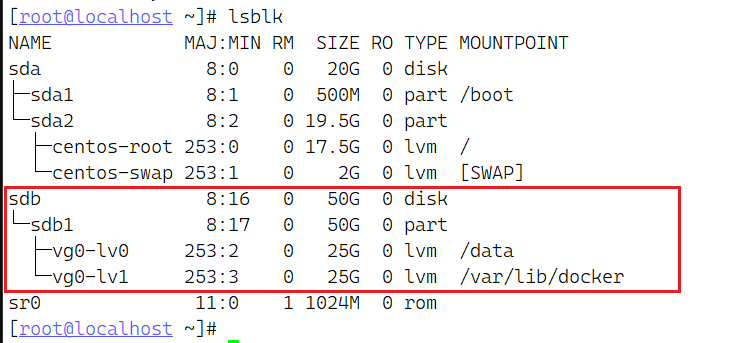 [root@localhost ~]# lsblk
NAME            MAJ:MIN RM  SIZE RO TYPE MOUNTPOINT
sda               8:0    0   20G  0 disk
├─sda1            8:1    0  500M  0 part /boot
└─sda2            8:2    0 19.5G  0 part
  ├─centos-root 253:0    0 17.5G  0 lvm  /
  └─centos-swap 253:1    0    2G  0 lvm  [SWAP]
sdb               8:16   0   50G  0 disk
└─sdb1            8:17   0   50G  0 part
  ├─vg0-lv0     253:2    0   25G  0 lvm  /data
  └─vg0-lv1     253:3    0   25G  0 lvm  /var/lib/docker
sr0              11:0    1 1024M  0 rom
[root@localhost ~]#